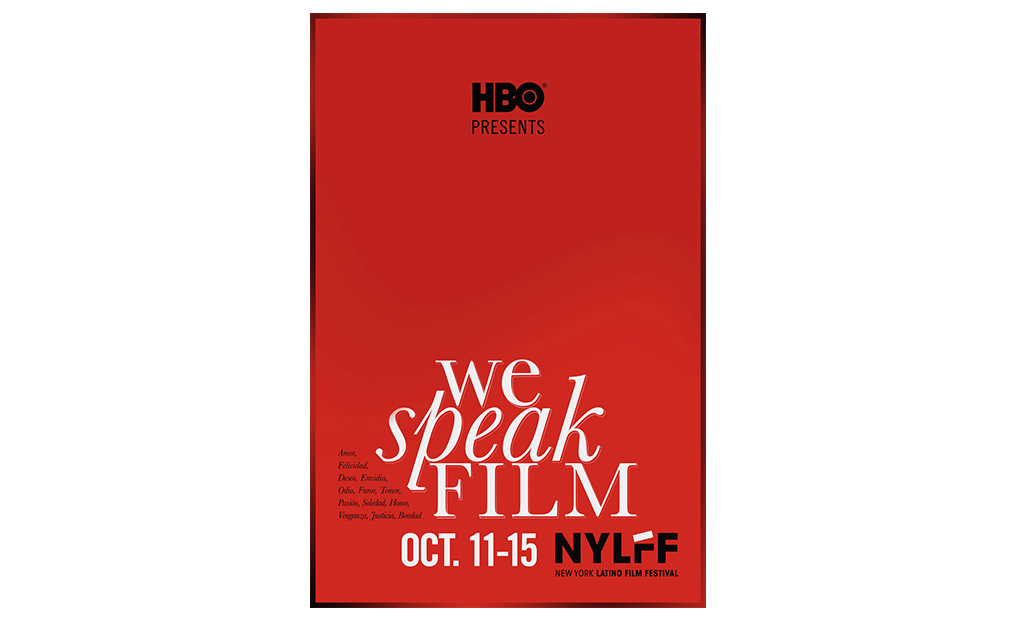 HBO®
PRESENTS
we
speak
FILM
Amor,
Felicidad,
Deseo, Envidia,
Odio, Furor, Temor,
Pasión, Soledad, Honor,
Venganza, Justicia, Bondad
OCT. 11-15
NYLFF
NEW YORK LATINO FILM FESTIVAL